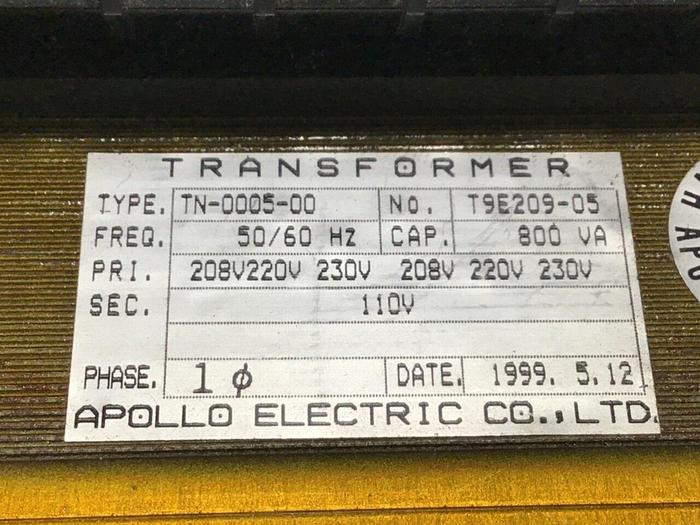 TRANSFORMER
TYPE. TN-0005-00 No. T9E209-05
FREQ. 50/60 Hz CAP. 800 VA
PRI. 208V220V 230V 208V 220V 230V
SEC. 110V
PHASE. 1 ϕ DATE. 1999. 5.12
APOLLO ELECTRIC CO., LTD.